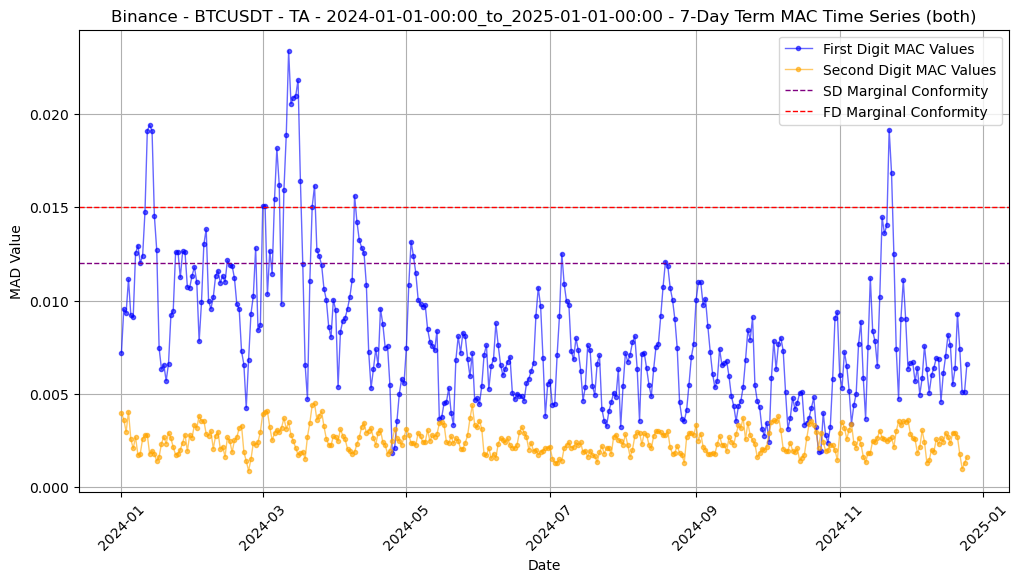 Binance - BTCUSDT - TA - 2024-01-01-00:00_to_2025-01-01-00:00 - 7-Day Term MAC Time Series (both)
First Digit MAC Values
Second Digit MAC Values
SD Marginal Conformity
FD Marginal Conformity
MAD Value
0.020
0.015
0.010
0.005
0.000
2024-01
2024-03
2024-05
2024-07
2024-09
2024-11
2025-01
Date